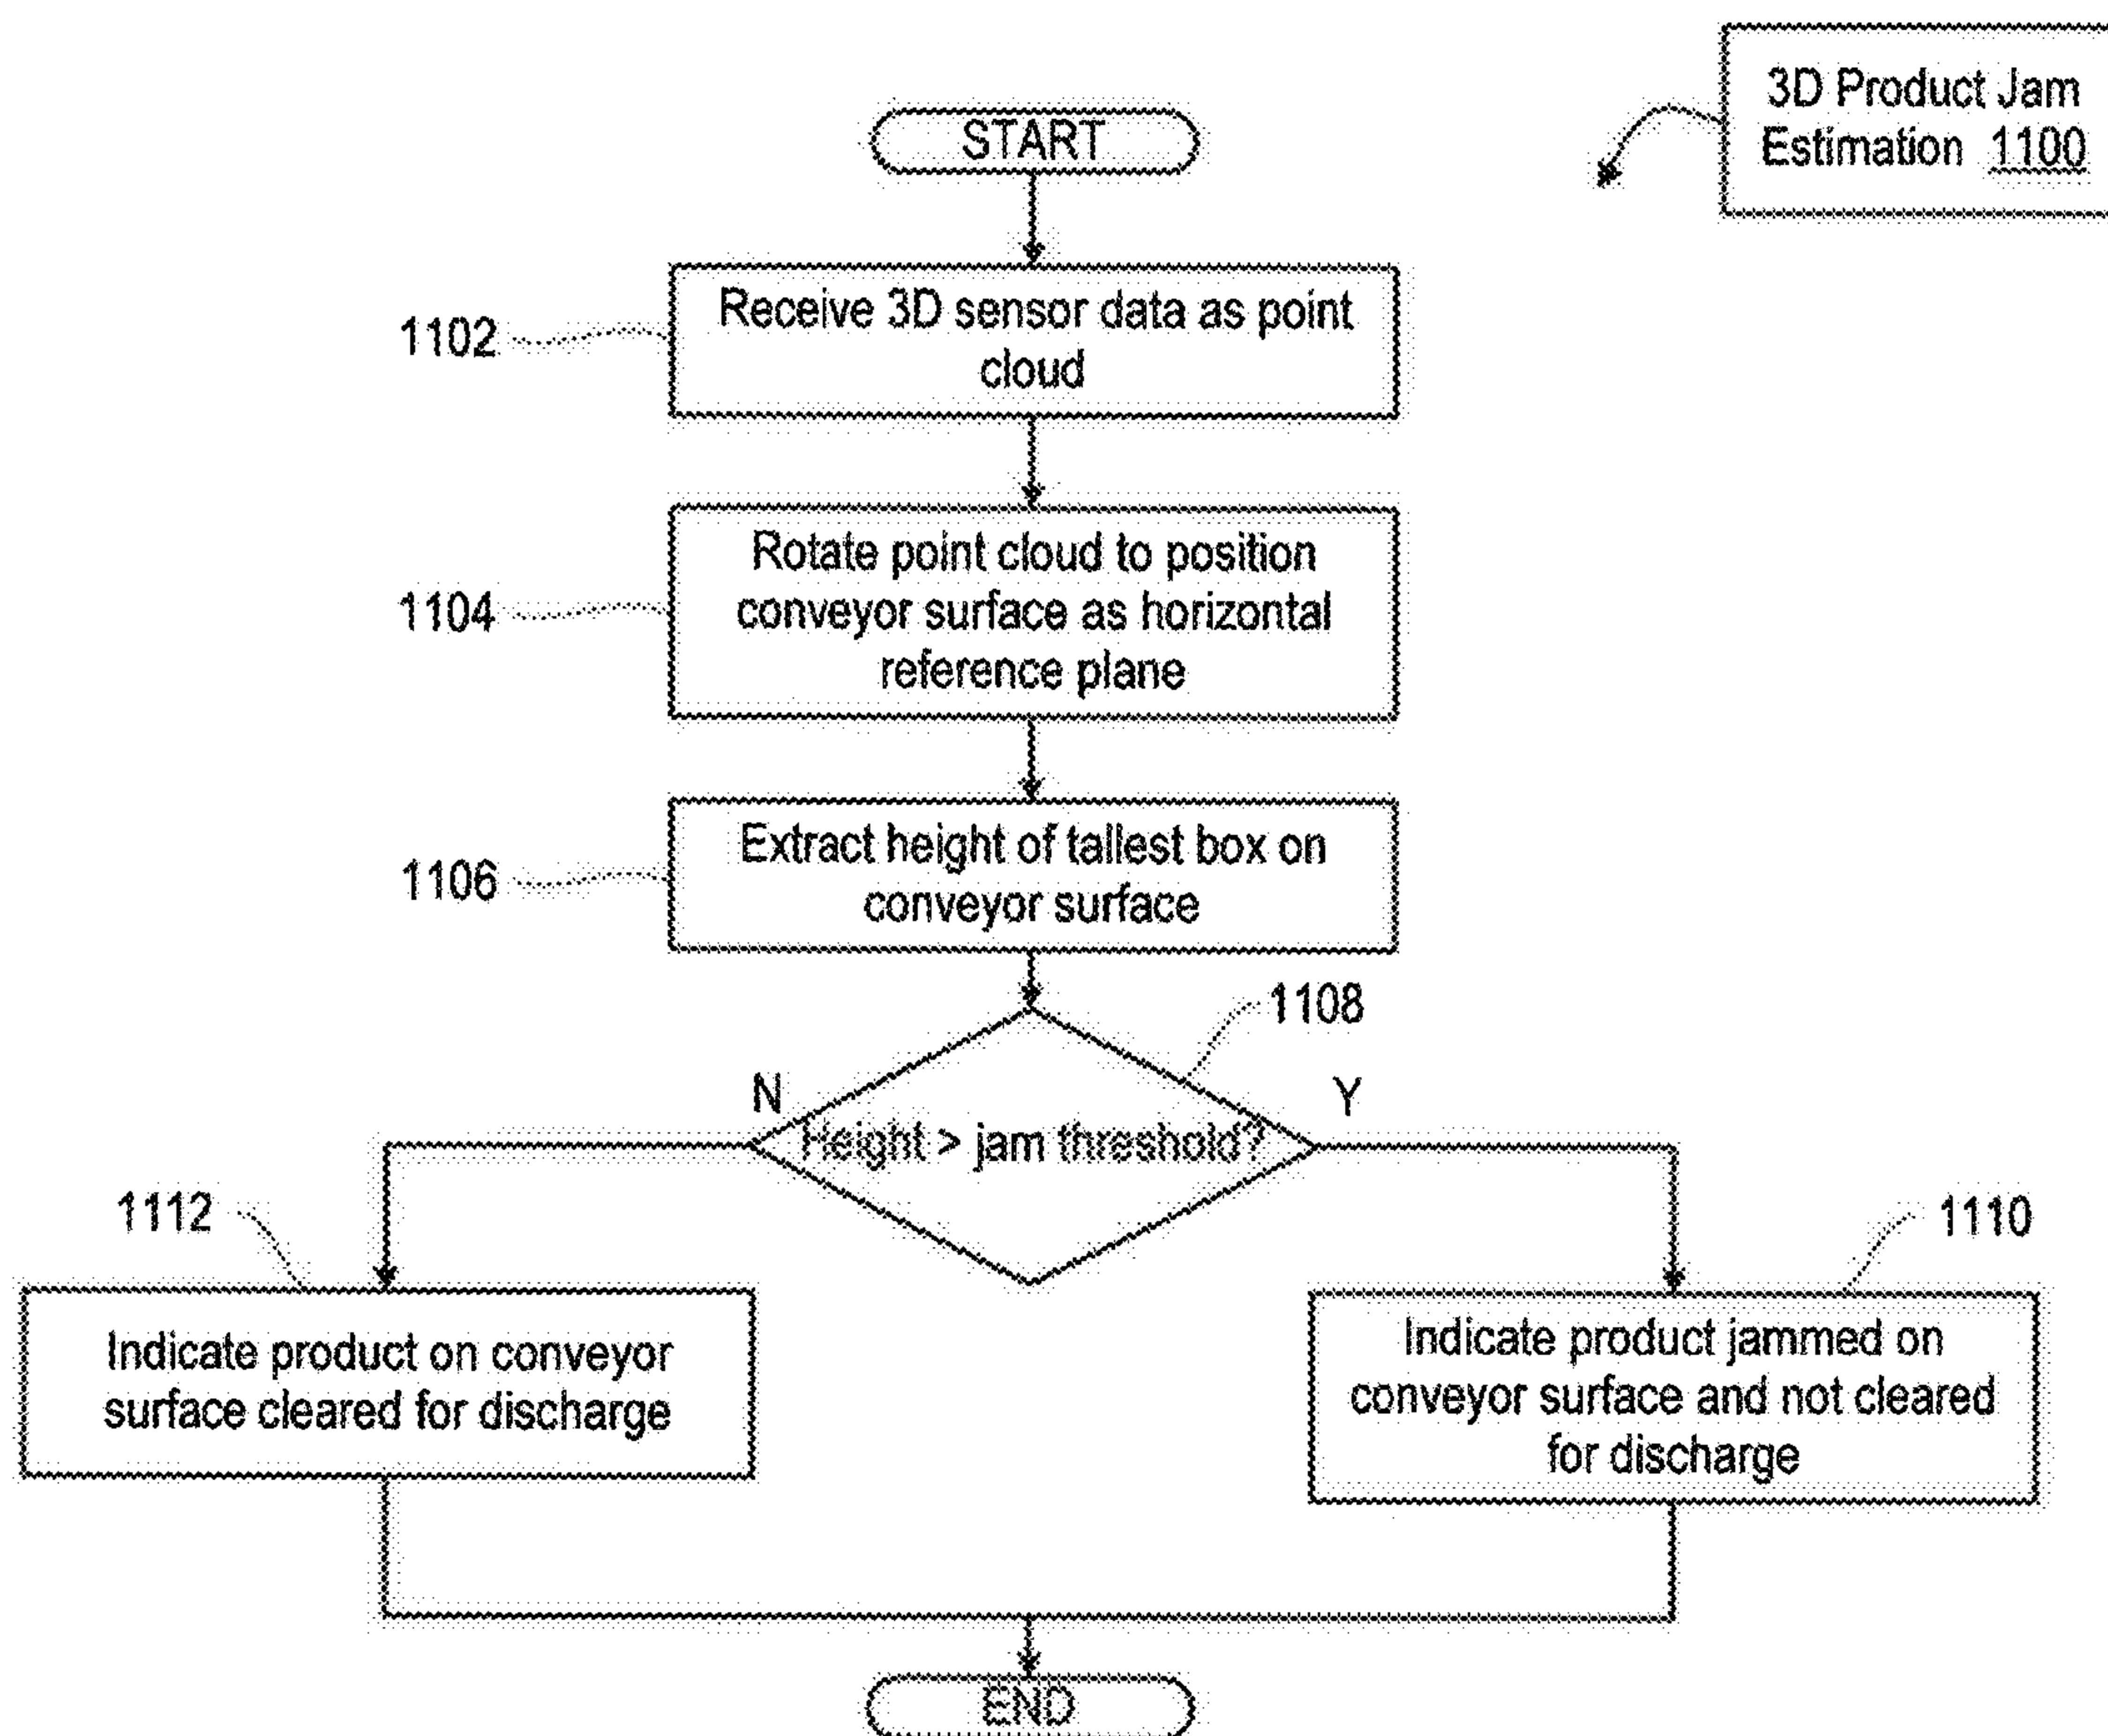 3D Product Jam
Estimation 1100
START
1102
Receive 3D sensor data as point
cloud
1104
Rotate point cloud to position
conveyor surface as horizontal
reference plane
1106
Extract height of tallest box on
conveyor surface
1108
N
Y
Height > jam threshold?
1112
1110
Indicate product on conveyor
surface cleared for discharge
Indicate product jammed on
conveyor surface and not cleared
for discharge
END